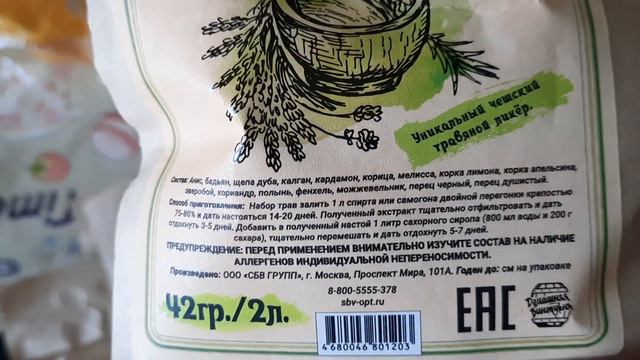 Уникальный чешский
травяной ликёр.
Состав: Анис, бадьян, щепа дуба, калган, кардамон, корица, мелисса, корка лимона, корка апельсина,
зверобой, кориандр, полынь, фенхель, можжевельник, перец черный, перец душистый.
Способ приготовления: Набор трав залить 1 л спирта или самогона двойной перегонки крепостью
75-80% и дать настояться 14-20 дней. Полученный экстракт тщательно отфильтровать и дать
отдохнуть 3-5 дней. Добавить в полученный настой 1 литр сахарного сиропа (800 мл воды и 200 г
сахара), тщательно перемешать и дать отдохнуть 5-7 дней.
ПРЕДУПРЕЖДЕНИЕ: ПЕРЕД ПРИМЕНЕНИЕМ ВНИМАТЕЛЬНО ИЗУЧИТЕ СОСТАВ НА НАЛИЧИЕ
АЛЛЕРГЕНОВ ИНДИВИДУАЛЬНОЙ НЕПЕРЕНОСИМОСТИ.
Произведено: ООО «СБВ ГРУПП», г. Москва, Проспект Мира, 101А. Годен до: см на упаковке
8-800-5555-378
sbv-opt.ru
42гр./2л.
EAC
Домашняя
Винокурня
4 680046 801203
Time